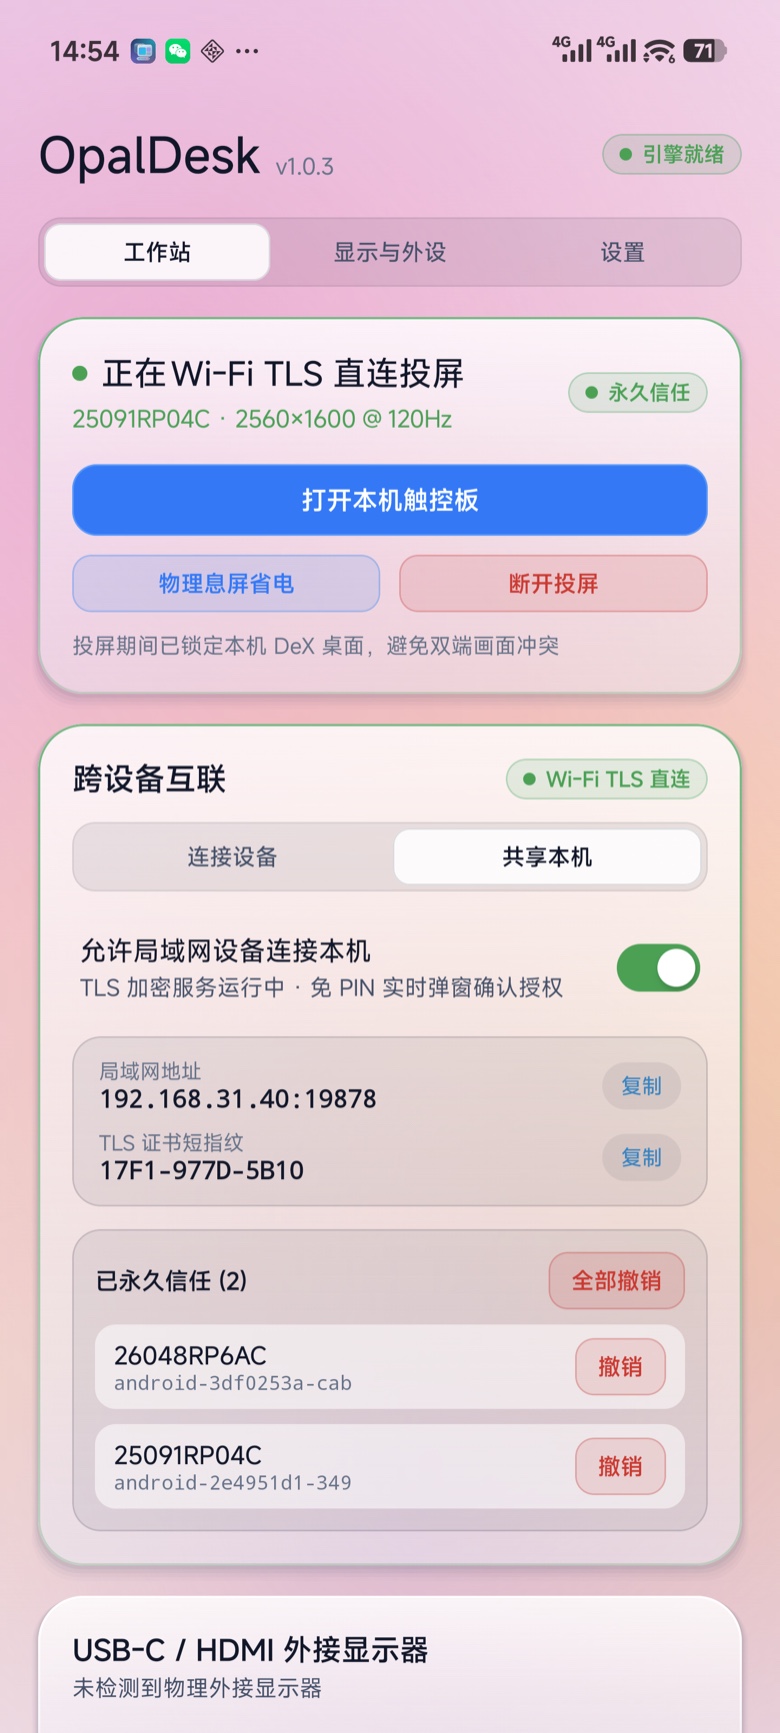 14:54
4G 4G 6 71
OpalDesk v1.0.3
引擎就绪
工作站 显示与外设 设置
正在Wi-Fi TLS 直连投屏
永久信任
25091RP04C · 2560×1600 @ 120Hz
打开本机触控板
物理息屏省电 断开投屏
投屏期间已锁定本机 DeX 桌面，避免双端画面冲突
跨设备互联 Wi-Fi TLS 直连
连接设备 共享本机
允许局域网设备连接本机
TLS 加密服务运行中 · 免 PIN 实时弹窗确认授权
局域网地址
192.168.31.40:19878 复制
TLS 证书短指纹
17F1-977D-5B10 复制
已永久信任 (2) 全部撤销
26048RP6AC
android-3df0253a-cab
撤销
25091RP04C
android-2e4951d1-349
撤销
USB-C / HDMI 外接显示器
未检测到物理外接显示器